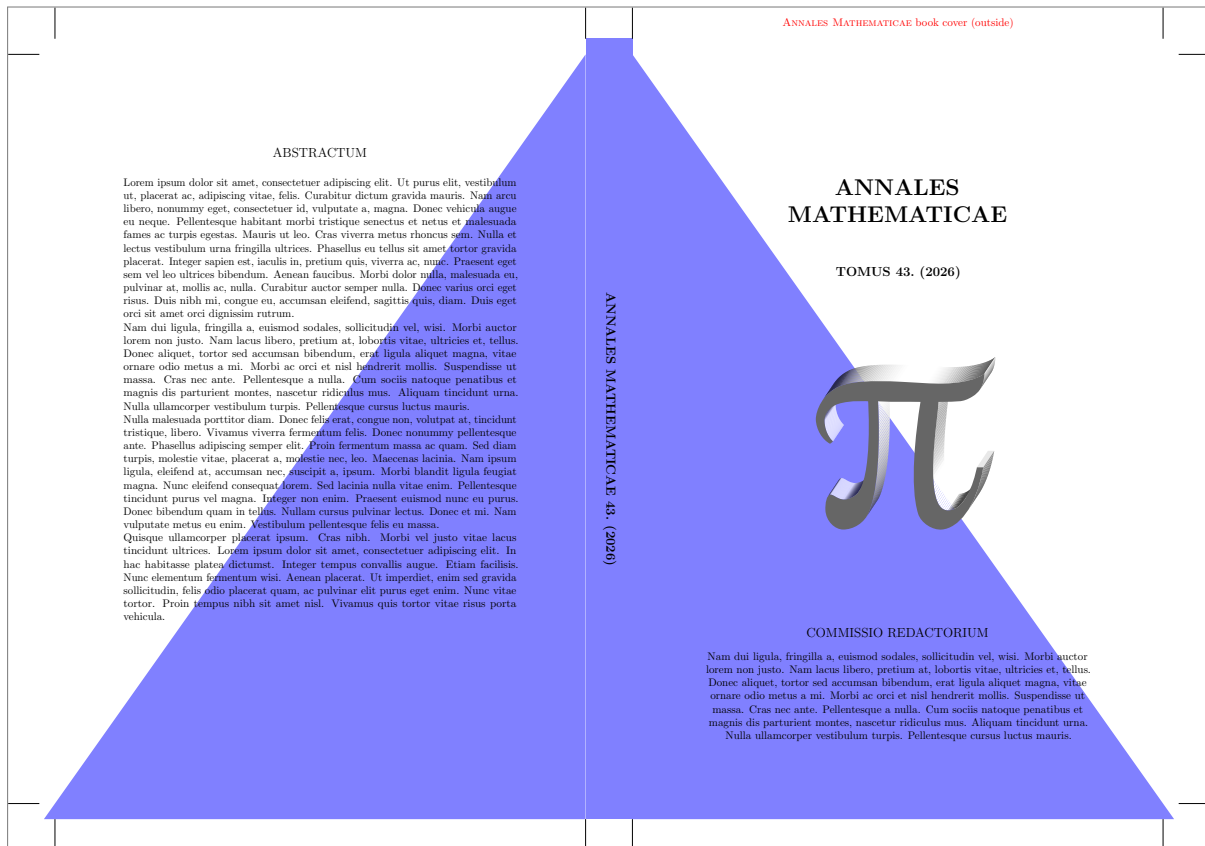 ANNALES MATHEMATICAE book cover (outside)
ABSTRACTUM
Lorem ipsum dolor sit amet, consectetuer adipiscing elit. Ut purus elit, vestibulum
ut, placerat ac, adipiscing vitae, felis. Curabitur dictum gravida mauris. Nam arcu
libero, nonummy eget, consectetuer id, vulputate a, magna. Donec vehicula augue
eu neque. Pellentesque habitant morbi tristique senectus et netus et malesuada
fames ac turpis egestas. Mauris ut leo. Cras viverra metus rhoncus sem. Nulla et
lectus vestibulum urna fringilla ultrices. Phasellus eu tellus sit amet tortor gravida
placerat. Integer sapien est, iaculis in, pretium quis, viverra ac, nunc. Praesent eget
sem vel leo ultrices bibendum. Aenean faucibus. Morbi dolor nulla, malesuada eu,
pulvinar at, mollis ac, nulla. Curabitur auctor semper nulla. Donec varius orci eget
risus. Duis nibh mi, congue eu, accumsan eleifend, sagittis quis, diam. Duis eget
orci sit amet orci dignissim rutrum.
Nam dui ligula, fringilla a, euismod sodales, sollicitudin vel, wisi. Morbi auctor
lorem non justo. Nam lacus libero, pretium at, lobortis vitae, ultricies et, tellus.
Donec aliquet, tortor sed accumsan bibendum, erat ligula aliquet magna, vitae
ornare odio metus a mi. Morbi ac orci et nisl hendrerit mollis. Suspendisse ut
massa. Cras nec ante. Pellentesque a nulla. Cum sociis natoque penatibus et
magnis dis parturient montes, nascetur ridiculus mus. Aliquam tincidunt urna.
Nulla ullamcorper vestibulum turpis. Pellentesque cursus luctus mauris.
Nulla malesuada porttitor diam. Donec felis erat, congue non, volutpat at, tincidunt
tristique, libero. Vivamus viverra fermentum felis. Donec nonummy pellentesque
ante. Phasellus adipiscing semper elit. Proin fermentum massa ac quam. Sed diam
turpis, molestie vitae, placerat a, molestie nec, leo. Maecenas lacinia. Nam ipsum
ligula, eleifend at, accumsan nec, suscipit a, ipsum. Morbi blandit ligula feugiat
magna. Nunc eleifend consequat lorem. Sed lacinia nulla vitae enim. Pellentesque
tincidunt purus vel magna. Integer non enim. Praesent euismod nunc eu purus.
Donec bibendum quam in tellus. Nullam cursus pulvinar lectus. Donec et mi. Nam
vulputate metus eu enim. Vestibulum pellentesque felis eu massa.
Quisque ullamcorper placerat ipsum. Cras nibh. Morbi vel justo vitae lacus
tincidunt ultrices. Lorem ipsum dolor sit amet, consectetuer adipiscing elit. In
hac habitasse platea dictumst. Integer tempus convallis augue. Etiam facilisis.
Nunc elementum fermentum wisi. Aenean placerat. Ut imperdiet, enim sed gravida
sollicitudin, felis odio placerat quam, ac pulvinar elit purus eget enim. Nunc vitae
tortor. Proin tempus nibh sit amet nisl. Vivamus quis tortor vitae risus porta
vehicula.
ANNALES MATHEMATICAE 43. (2026)
ANNALES
MATHEMATICAE
TOMUS 43. (2026)
π
COMMISSIO REDACTORIUM
Nam dui ligula, fringilla a, euismod sodales, sollicitudin vel, wisi. Morbi auctor
lorem non justo. Nam lacus libero, pretium at, lobortis vitae, ultricies et, tellus.
Donec aliquet, tortor sed accumsan bibendum, erat ligula aliquet magna, vitae
ornare odio metus a mi. Morbi ac orci et nisl hendrerit mollis. Suspendisse ut
massa. Cras nec ante. Pellentesque a nulla. Cum sociis natoque penatibus et
magnis dis parturient montes, nascetur ridiculus mus. Aliquam tincidunt urna.
Nulla ullamcorper vestibulum turpis. Pellentesque cursus luctus mauris.